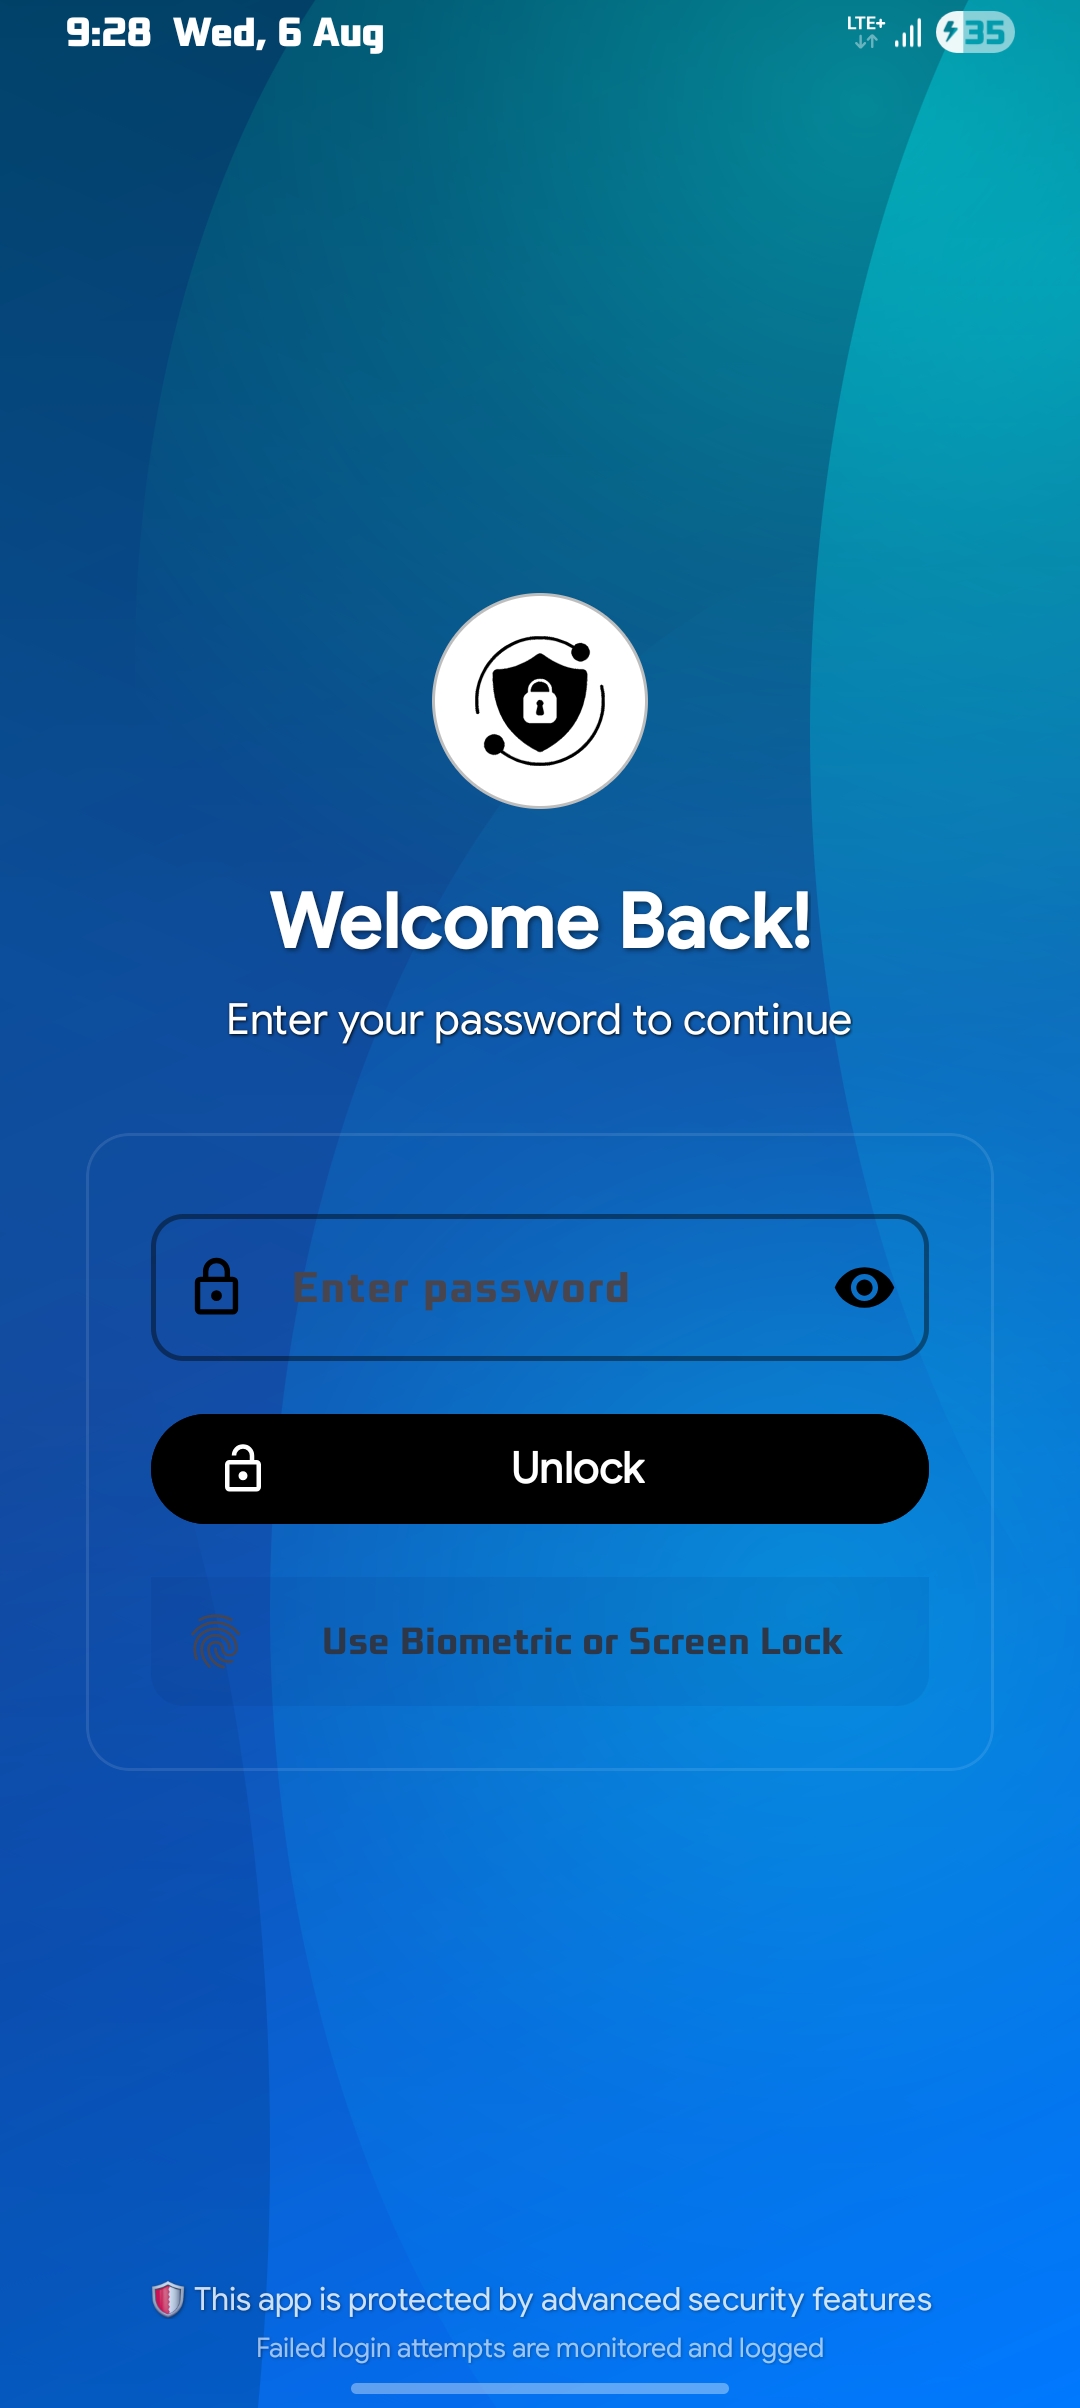 9:28 Wed, 6 Aug LTE+ 35
Welcome Back!
Enter your password to continue
Enter password
Unlock
Use Biometric or Screen Lock
This app is protected by advanced security features
Failed login attempts are monitored and logged